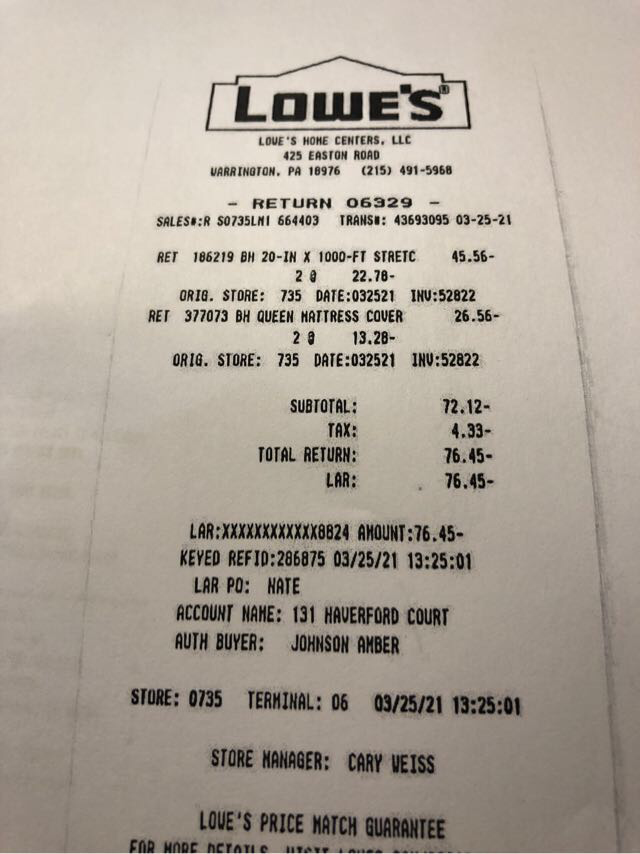 LOWE'S®
LOWE'S HOME CENTERS, LLC
425 EASTON ROAD
WARRINGTON, PA 18976 (215) 491-5968
- RETURN 06329 -
SALES#:R S0735LM1 664403 TRANS#: 43693095 03-25-21
RET 186219 BH 20-IN X 1000-FT STRETC 45.56-
2 @ 22.78-
ORIG. STORE: 735 DATE:032521 INV:52822
RET 377073 BH QUEEN MATTRESS COVER 26.56-
2 @ 13.28-
ORIG. STORE: 735 DATE:032521 INV:52822
SUBTOTAL: 72.12-
TAX: 4.33-
TOTAL RETURN: 76.45-
LAR: 76.45-
LAR:XXXXXXXXXXXX8824 AMOUNT:76.45-
KEYED REFID:286875 03/25/21 13:25:01
LAR PO: NATE
ACCOUNT NAME: 131 HAVERFORD COURT
AUTH BUYER: JOHNSON AMBER
STORE: 0735 TERMINAL: 06 03/25/21 13:25:01
STORE MANAGER: CARY WEISS
LOWE'S PRICE MATCH GUARANTEE
FOR MORE DETAILS, VISIT